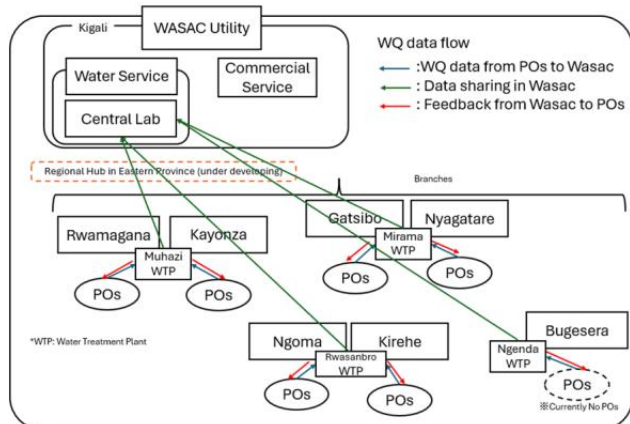 Kigali
WASAC Utility
WQ data flow
:WQ data from POs to Wasac
: Data sharing in Wasac
: Feedback from Wasac to POs
Water Service
Commercial
Service
Central Lab
Regional Hub in Eastern Province (under developing)
Branches
Rwamagana
Kayonza
Muhazi
WTP
POs
POs
Gatsibo
Nyagatare
Mirama
WTP
POs
POs
*WTP: Water Treatment Plant
Ngoma
Kirehe
Rwasanbro
WTP
POs
POs
Bugesera
Ngenda
WTP
POs
※Currently No POs